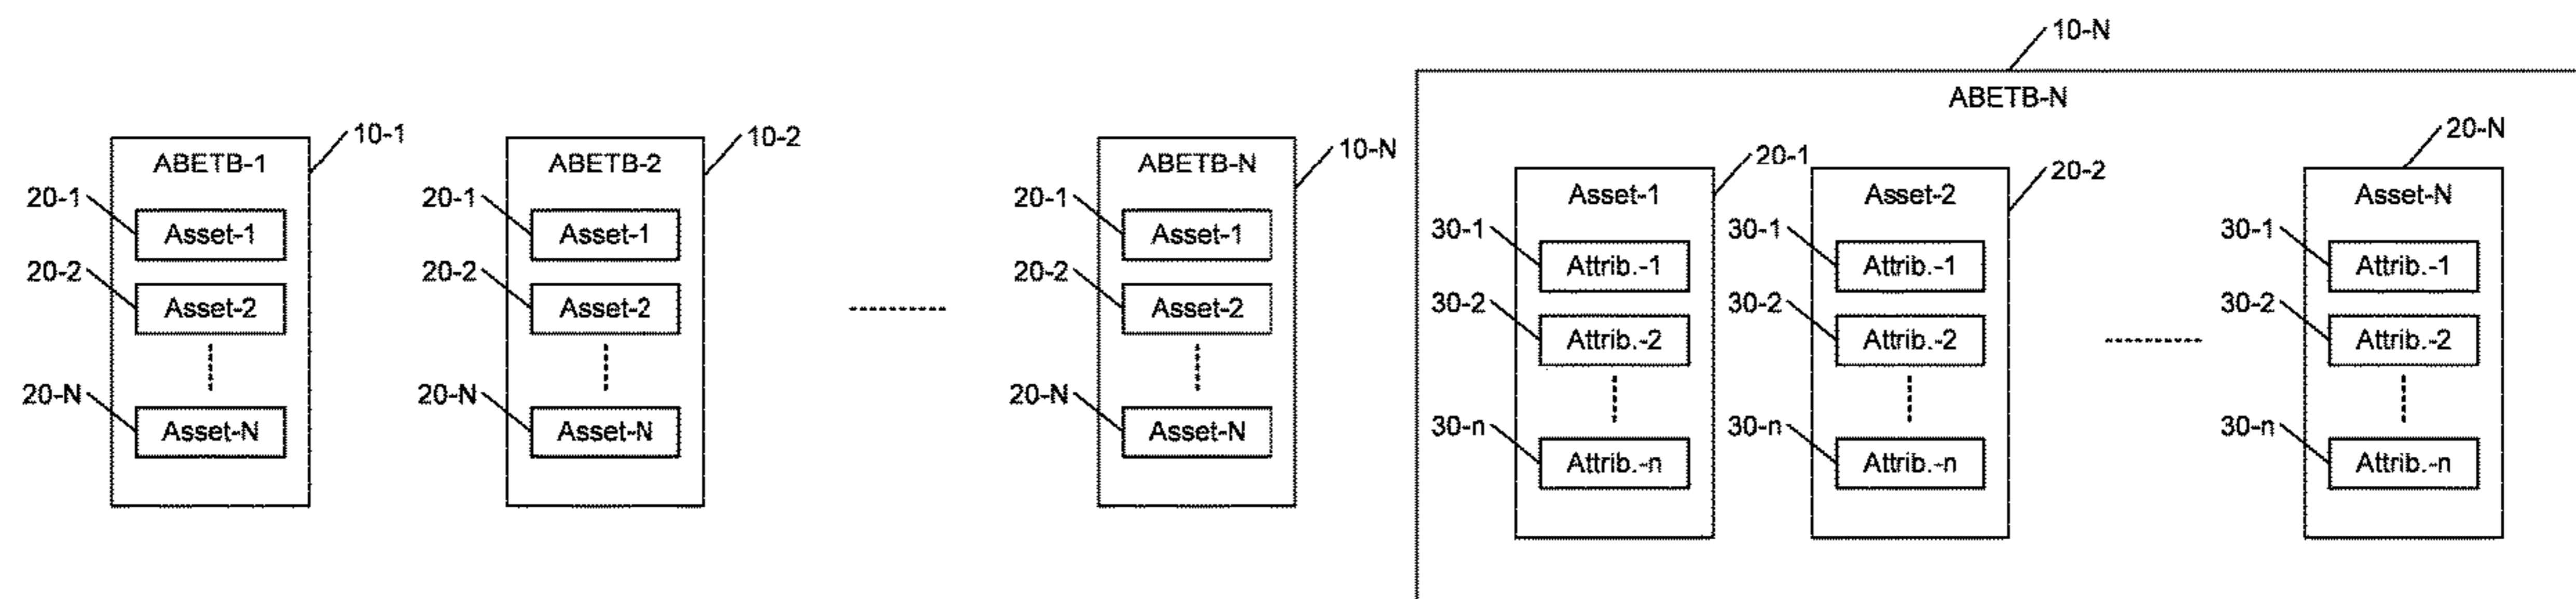 10-1
ABETB-1
20-1
Asset-1
20-2
Asset-2
20-N
Asset-N
10-2
ABETB-2
20-1
Asset-1
20-2
Asset-2
20-N
Asset-N
10-N
ABETB-N
20-1
Asset-1
20-2
Asset-2
20-N
Asset-N
10-N
ABETB-N
20-1
Asset-1
30-1
Attrib.-1
30-2
Attrib.-2
30-n
Attrib.-n
20-2
Asset-2
30-1
Attrib.-1
30-2
Attrib.-2
30-n
Attrib.-n
20-N
Asset-N
30-1
Attrib.-1
30-2
Attrib.-2
30-n
Attrib.-n